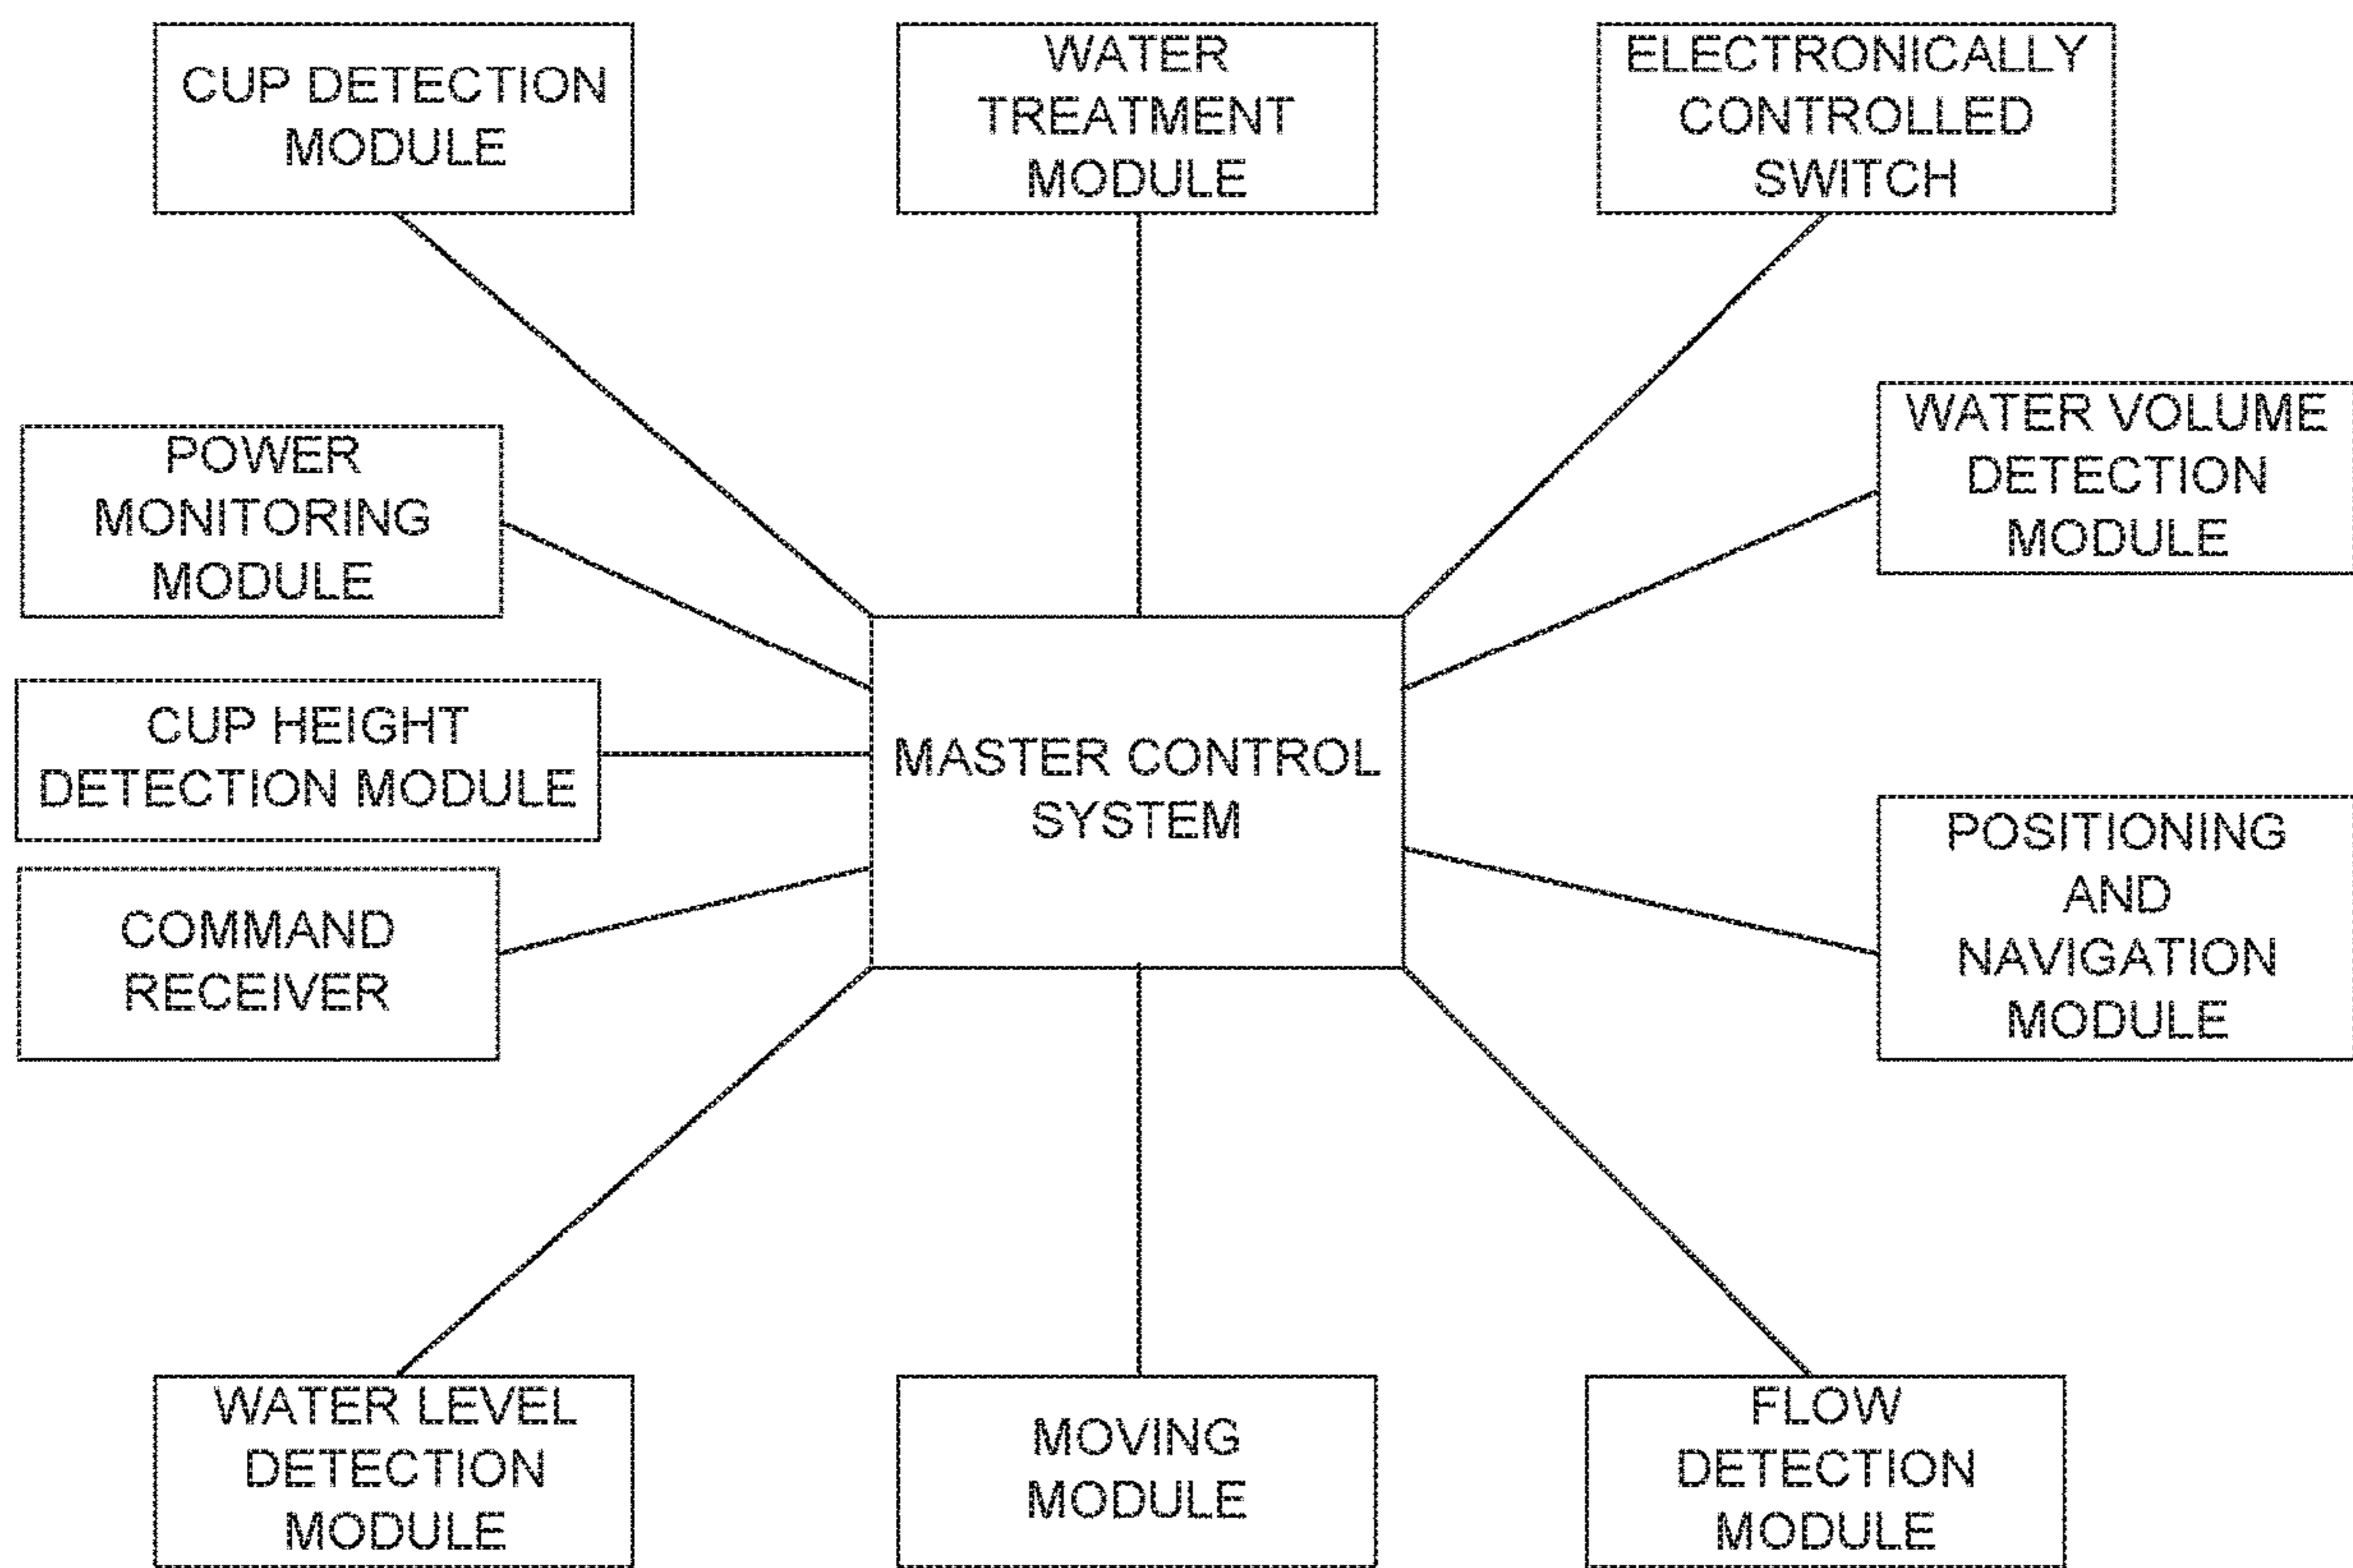 CUP DETECTION
MODULE
WATER
TREATMENT
MODULE
ELECTRONICALLY
CONTROLLED
SWITCH
POWER
MONITORING
MODULE
WATER VOLUME
DETECTION
MODULE
CUP HEIGHT
DETECTION MODULE
MASTER CONTROL
SYSTEM
COMMAND
RECEIVER
POSITIONING
AND
NAVIGATION
MODULE
WATER LEVEL
DETECTION
MODULE
MOVING
MODULE
FLOW
DETECTION
MODULE